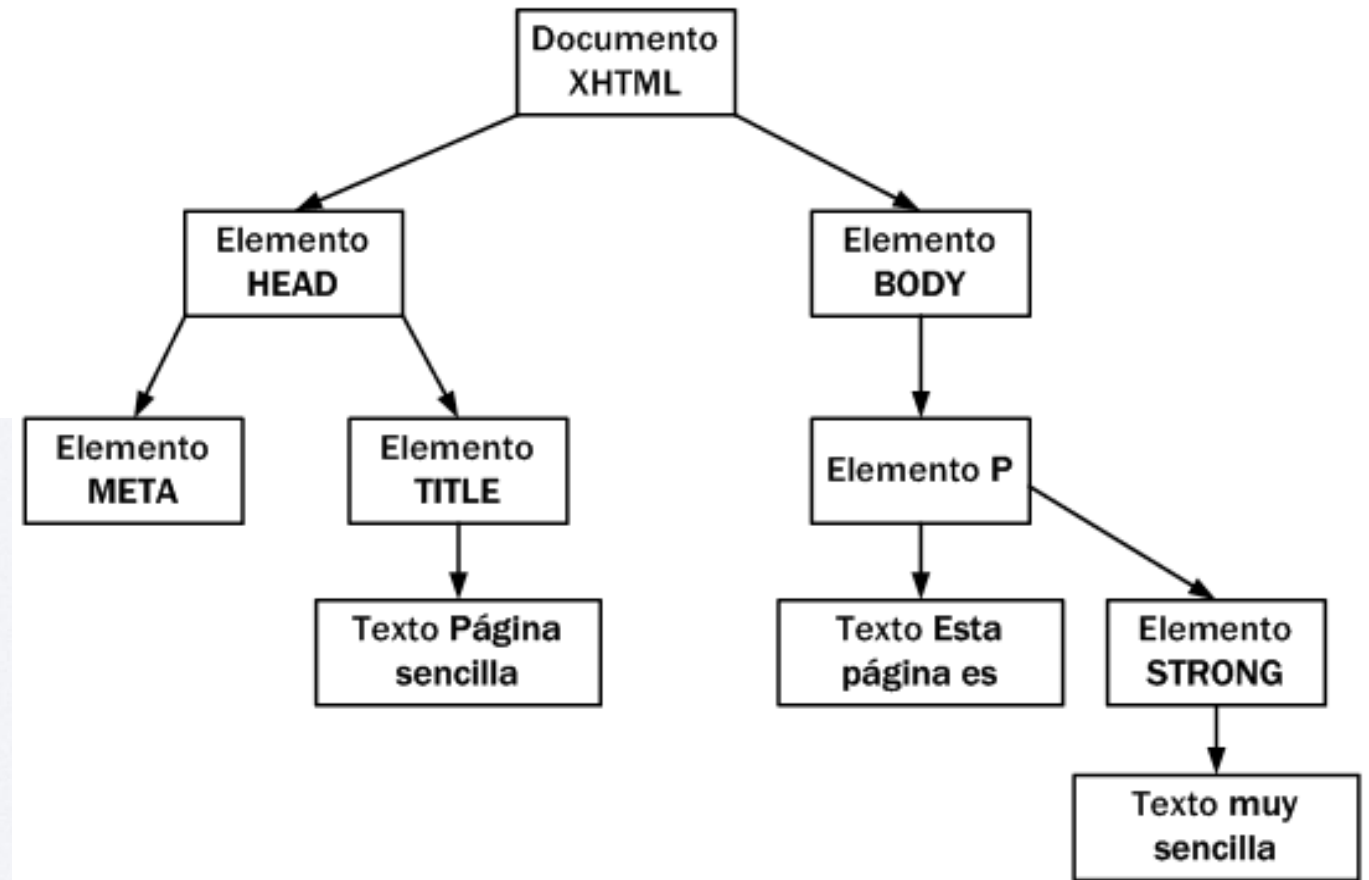 Documento
XHTML
Elemento
HEAD
Elemento
BODY
Elemento
META
Elemento
TITLE
Elemento P
Texto Página
sencilla
Texto Esta
página es
Elemento
STRONG
Texto muy
sencilla